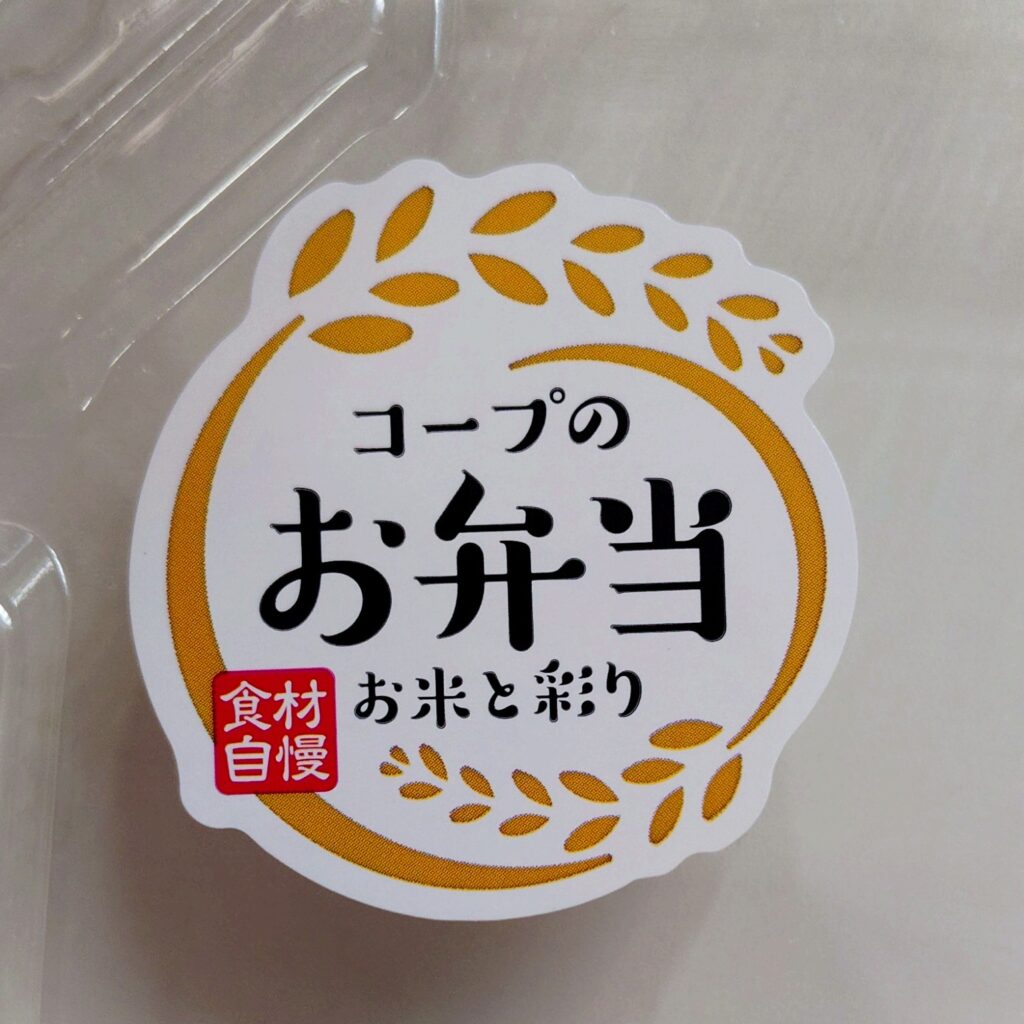 コープの
お弁当
お米と彩り
食材
自慢